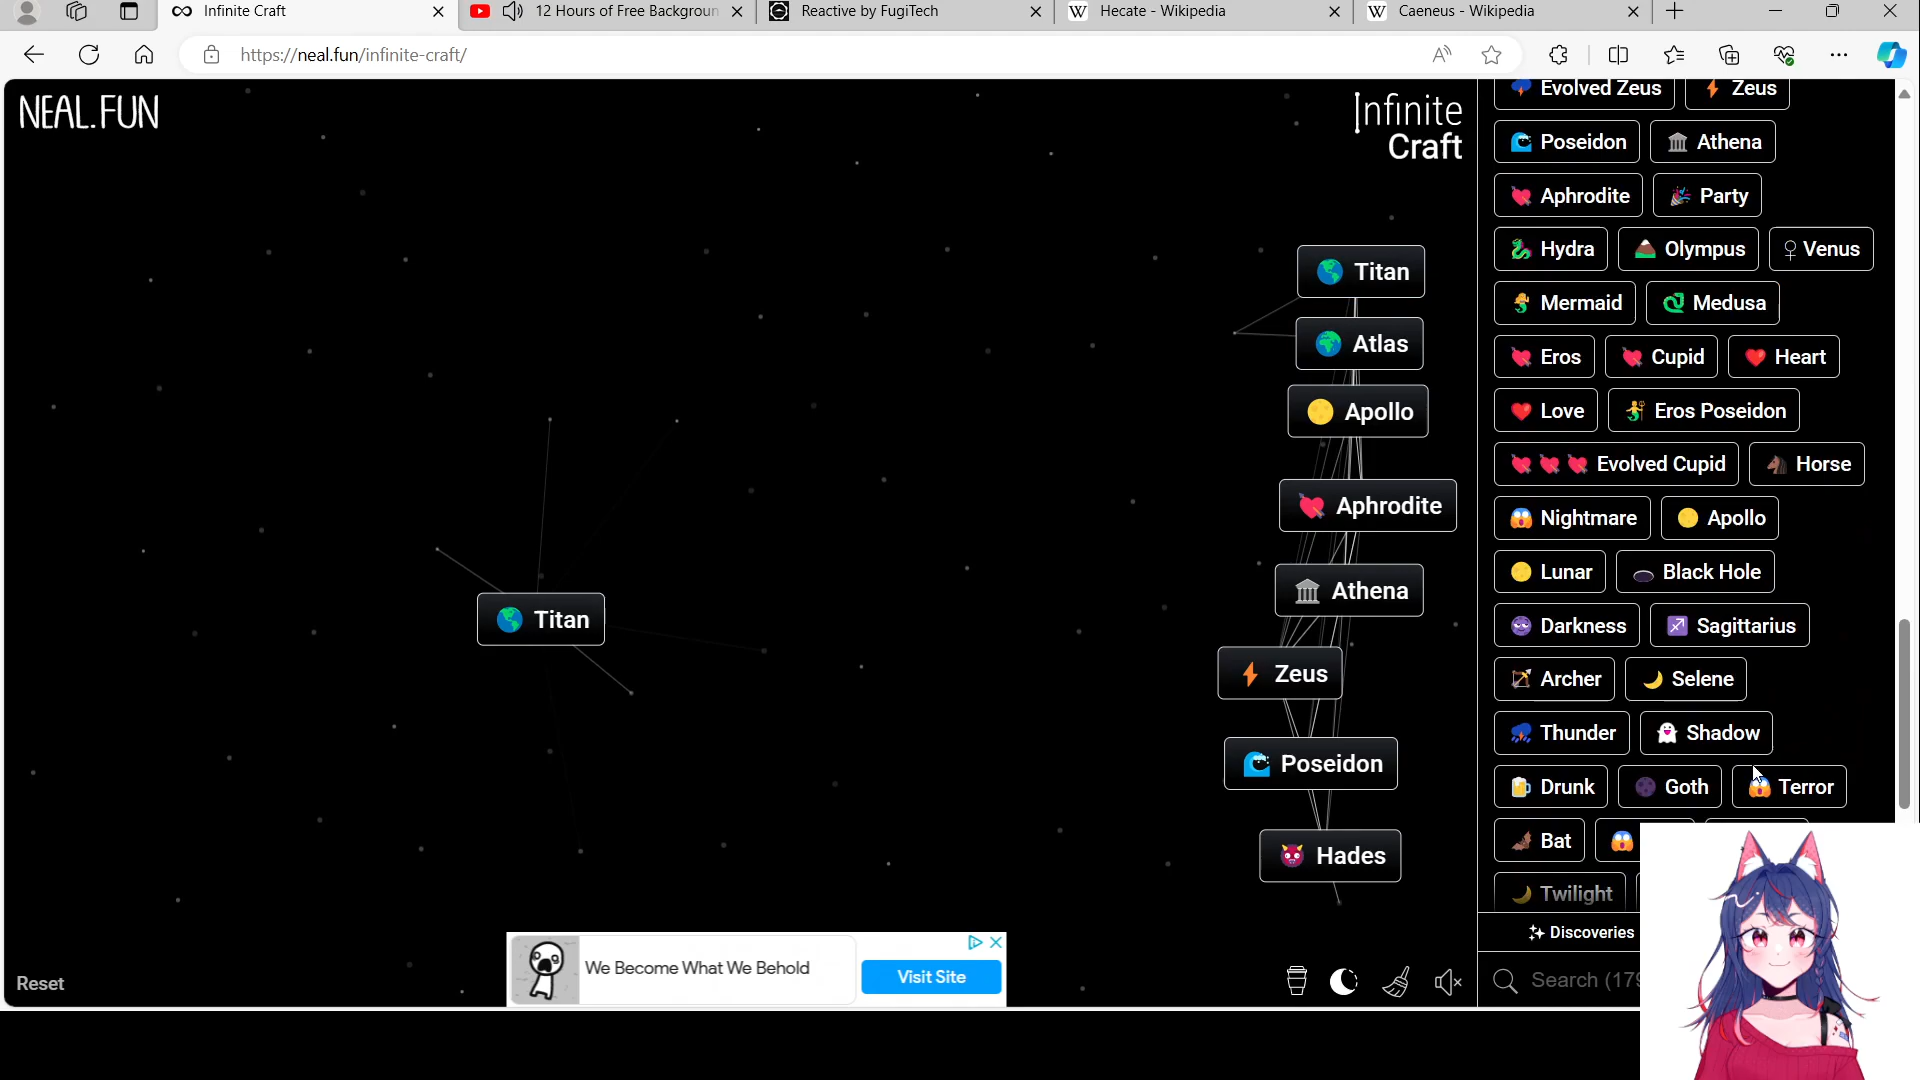 Infinite Craft
12 Hours of Free Backgroun
Reactive by FugiTech
Hecate - Wikipedia
Caeneus - Wikipedia
https://neal.fun/infinite-craft/
NEAL.FUN
Infinite
Craft
Titan
Atlas
Apollo
Aphrodite
Athena
Zeus
Poseidon
Hades
Titan
Evolved Zeus Zeus
Poseidon Athena
Aphrodite Party
Hydra Olympus Venus
Mermaid Medusa
Eros Cupid Heart
Love Eros Poseidon
Evolved Cupid Horse
Nightmare Apollo
Lunar Black Hole
Darkness Sagittarius
Archer Selene
Thunder Shadow
Drunk Goth Terror
Bat
Twilight
Discoveries
Search (179
We Become What We Behold
Visit Site
Reset